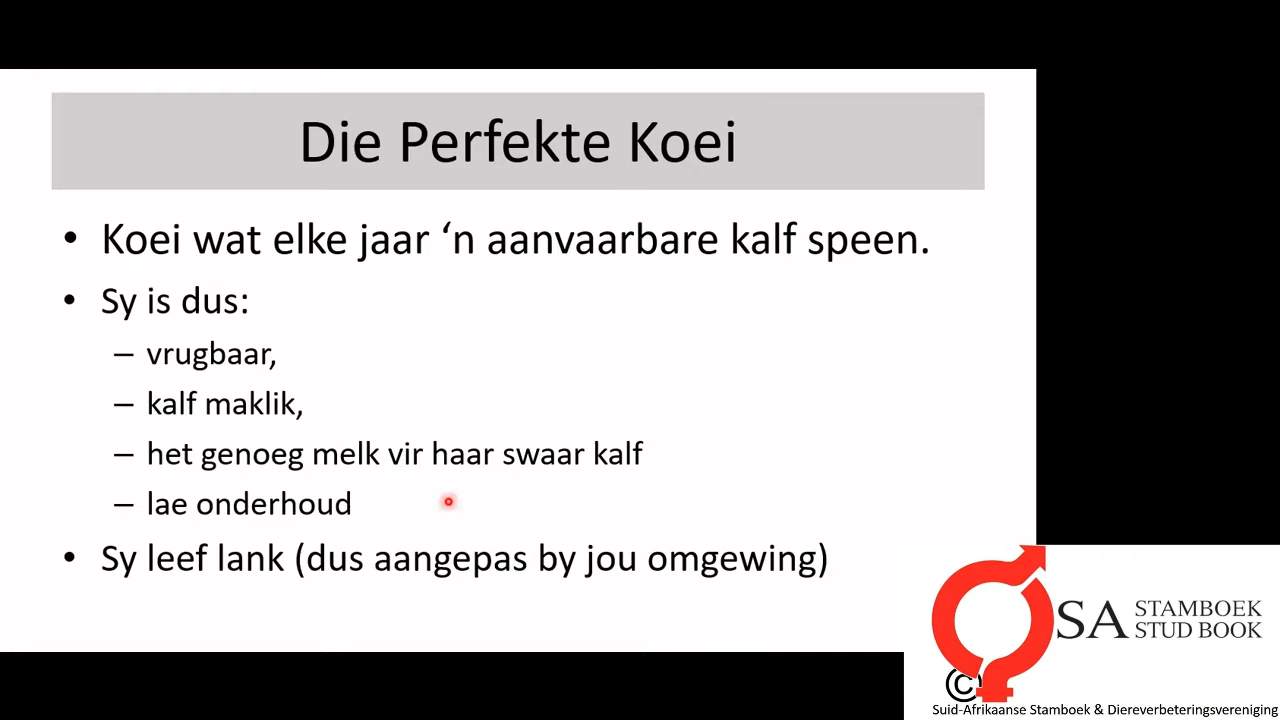 Die Perfekte Koei
• Koei wat elke jaar ‘n aanvaarbare kalf speen.
• Sy is dus:
– vrugbaar,
– kalf maklik,
– het genoeg melk vir haar swaar kalf
– lae onderhoud
• Sy leef lank (dus aangepas by jou omgewing)
SA STAMBOEK
STUD BOOK
©
Suid-Afrikaanse Stamboek & Diereverbeteringsvereniging